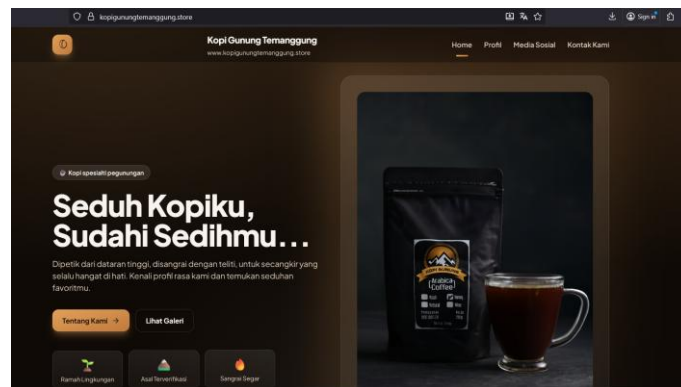 kopigunungtemanggung.store
Sign in
Kopi Gunung Temanggung
www.kopigunungtemanggung.store
Home Profil Media Sosial Kontak Kami
Kopi spesialti pegunungan
Seduh Kopiku,
Sudahi Sedihmu...
Dipetik dari dataran tinggi, disangrai dengan teliti, untuk secangkir yang
selalu hangat di hati. Kenali profil rasa kami dan temukan seduhan
favoritmu.
Tentang Kami →
Lihat Galeri
Arabica
Coffee
Ramah Lingkungan
Asal Terverifikasi
Sangrai Segar